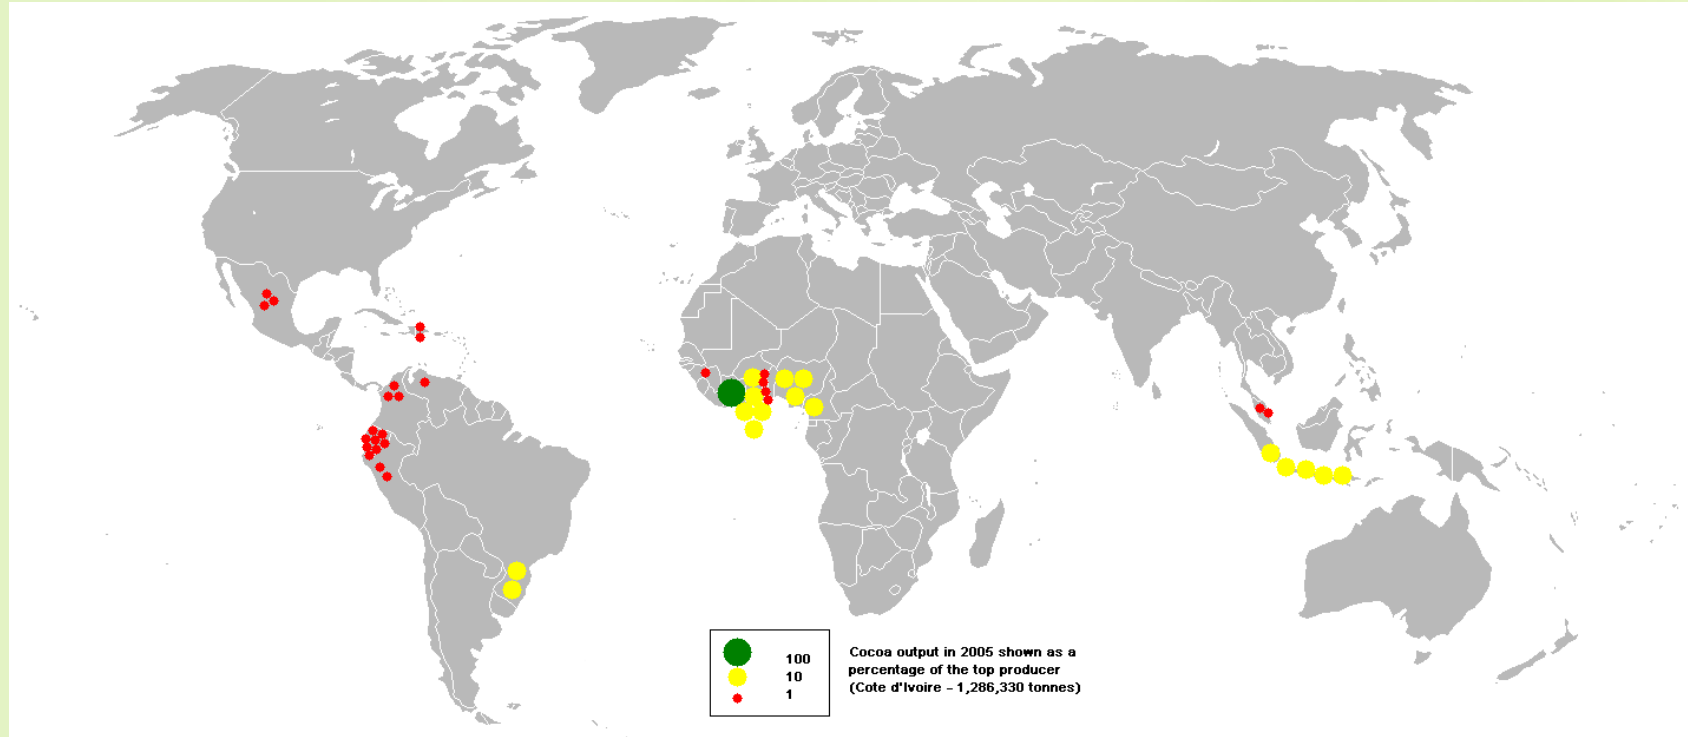 100
10
1
Cocoa output in 2005 shown as a
percentage of the top producer
(Cote d'Ivoire - 1,286,330 tonnes)